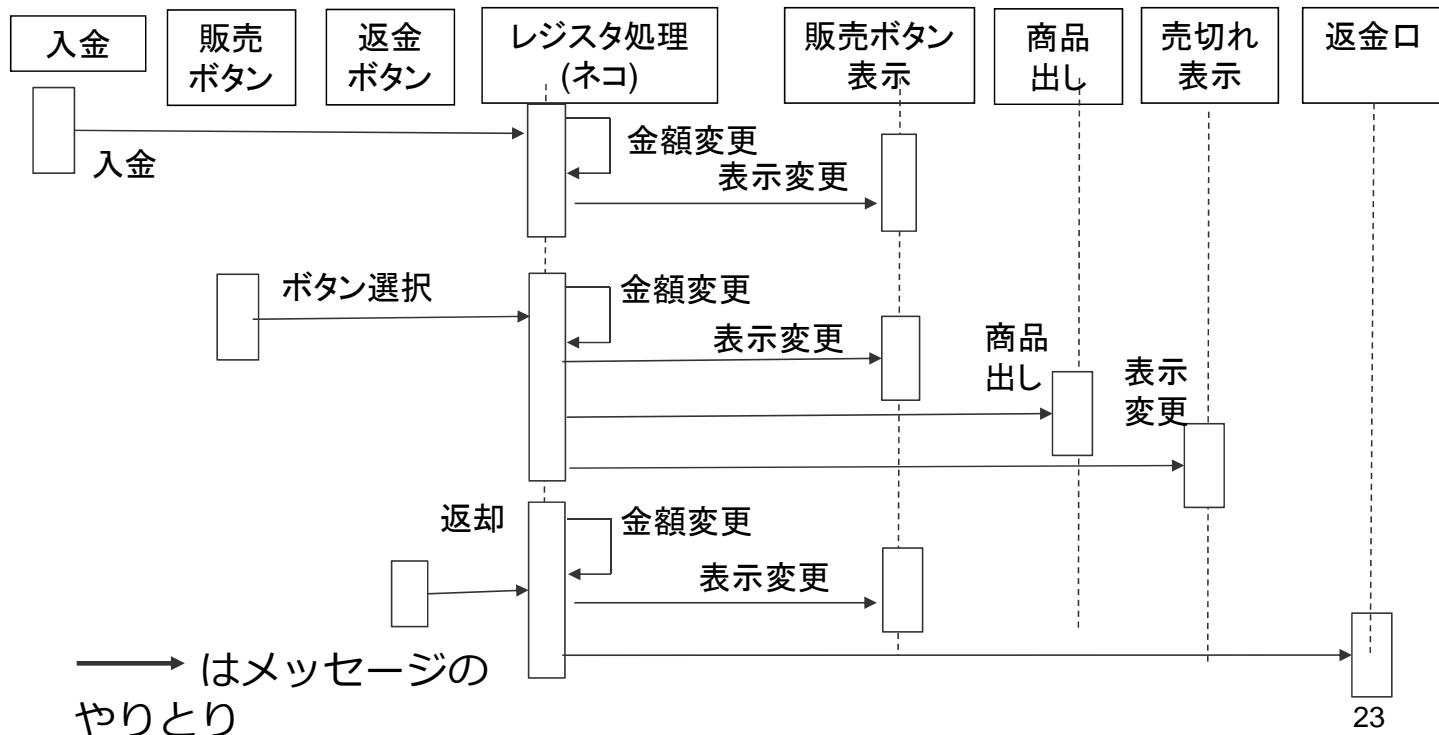 入金
販売
ボタン
返金
ボタン
レジスタ処理
(ネコ)
販売ボタン
表示
商品
出し
売切れ
表示
返金口
入金
金額変更
表示変更
ボタン選択
金額変更
表示変更
商品
出し
表示
変更
返却
金額変更
表示変更
はメッセージの
やりとり
23